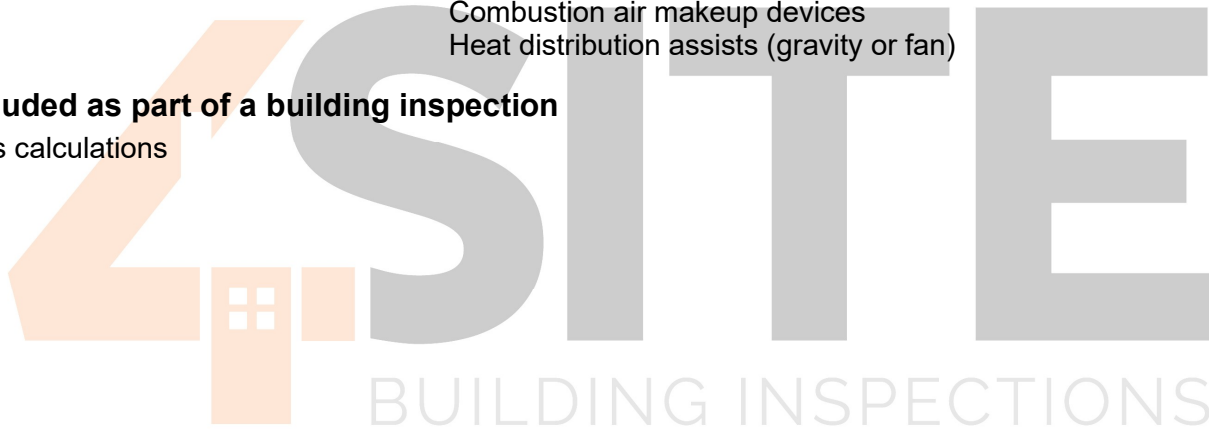 Combustion air makeup devices
Heat distribution assists (gravity or fan)
uded as part of a building inspection
s calculations
4SITE
BUILDING INSPECTIONS